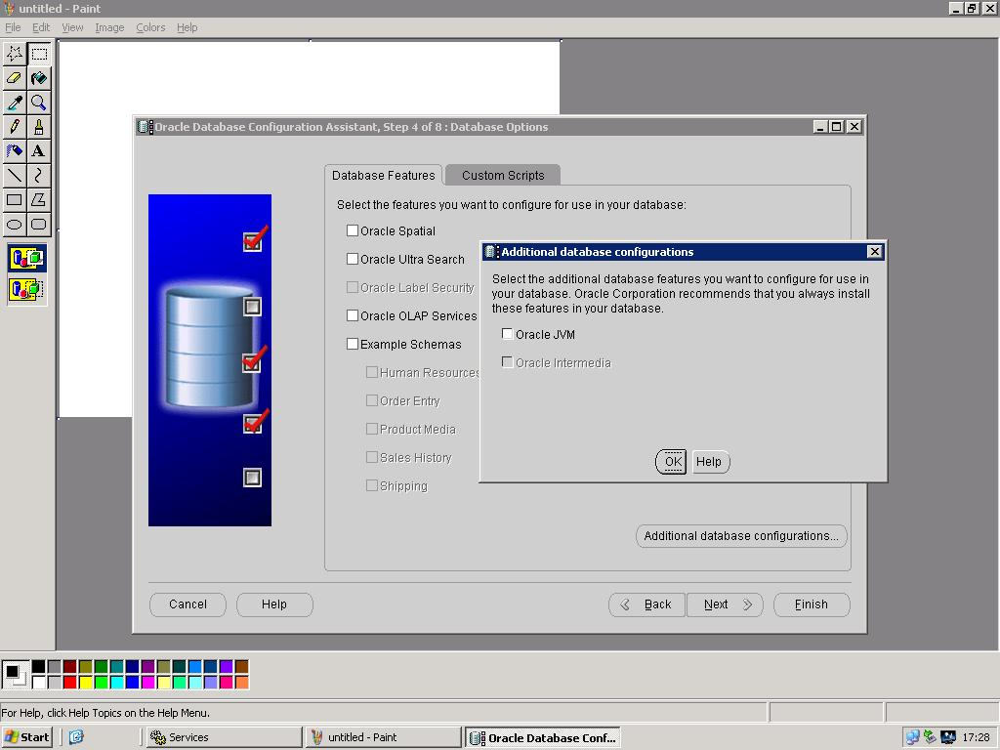 untitled - Paint
File Edit View Image Colors Help
A
Oracle Database Configuration Assistant, Step 4 of 8 : Database Options
Database Features
Custom Scripts
Select the features you want to configure for use in your database:
Oracle Spatial
Oracle Ultra Search
Oracle Label Security
Oracle OLAP Services
Example Schemas
Human Resources
Order Entry
Product Media
Sales History
Shipping
Additional database configurations
Select the additional database features you want to configure for use in
your database. Oracle Corporation recommends that you always install
these features in your database.
Oracle JVM
Oracle Intermedia
OK
Help
Additional database configurations...
Cancel
Help
Back
Next
Finish
For Help, click Help Topics on the Help Menu.
Start
Services
untitled - Paint
Oracle Database Conf...
17:28